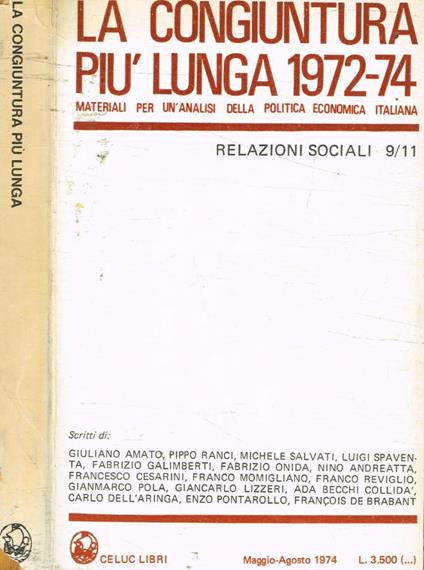 LA CONGIUNTURA PIÙ LUNGA
LA CONGIUNTURA
PIU' LUNGA 1972-74
MATERIALI PER UN'ANALISI DELLA POLITICA ECONOMICA ITALIANA
RELAZIONI SOCIALI 9/11
Scritti di:
GIULIANO AMATO, PIPPO RANCI, MICHELE SALVATI, LUIGI SPAVEN-
TA, FABRIZIO GALIMBERTI, FABRIZIO ONIDA, NINO ANDREATTA,
FRANCESCO CESARINI, FRANCO MOMIGLIANO, FRANCO REVIGLIO,
GIANMARCO POLA, GIANCARLO LIZZERI, ADA BECCHI COLLIDA',
CARLO DELL'ARINGA, ENZO PONTAROLLO, FRANÇOIS DE BRABANT
CELUC LIBRI
Maggio-Agosto 1974
L. 3.500 (...)